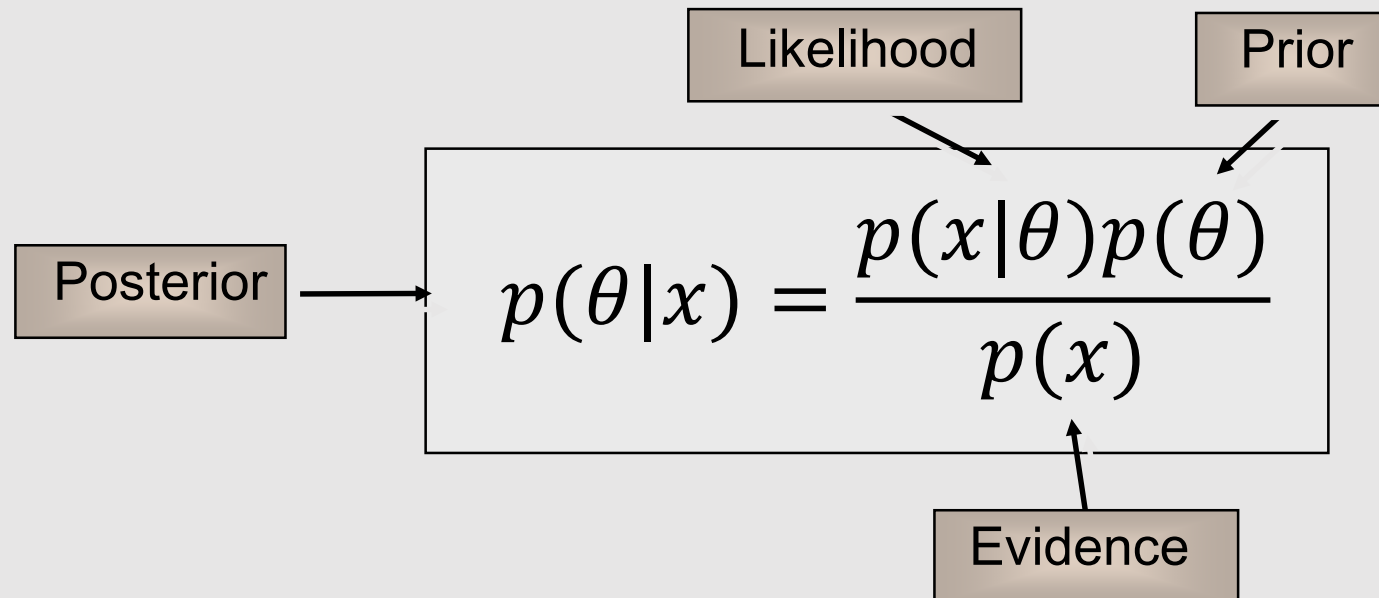 Likelihood
Prior
Posterior
p(θ|x) = p(x|θ)p(θ)
p(x)
Evidence